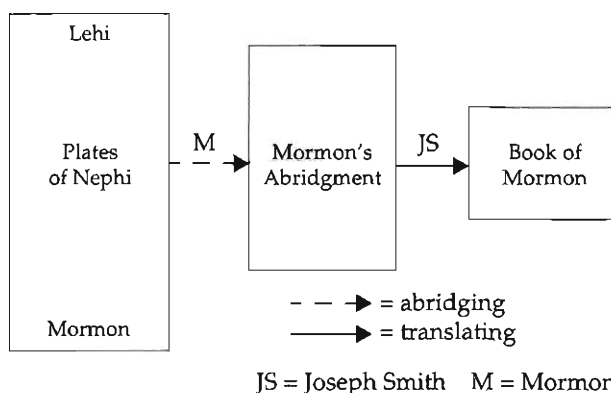 Lehi
Plates
of Nephi
Mormon
M
Mormon's
Abridgment
JS
Book of
Mormon
= abridging
= translating
JS = Joseph Smith M = Mormon